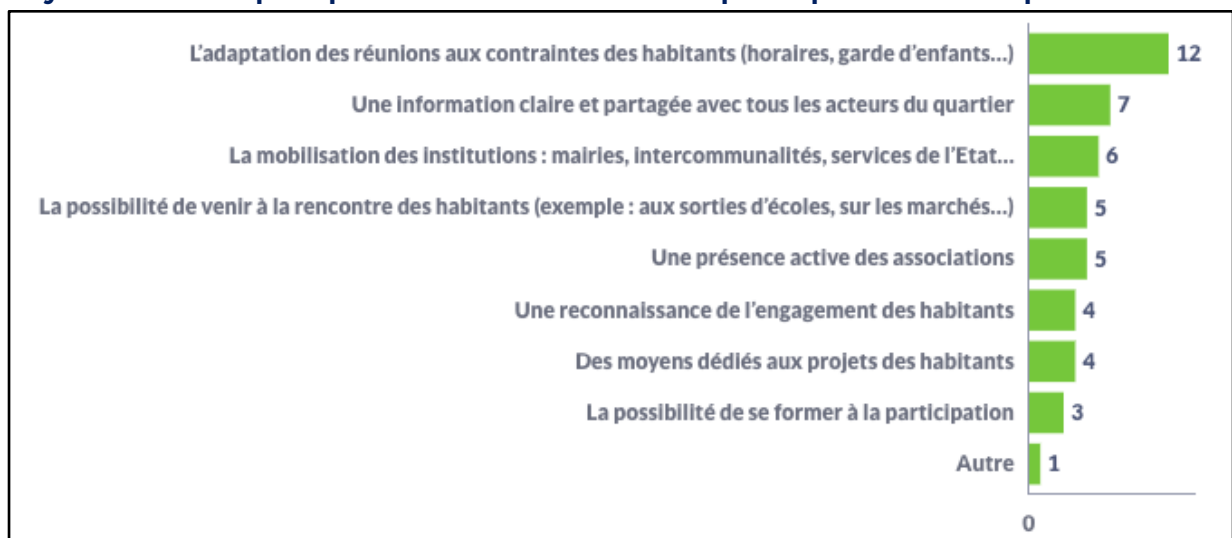 L'adaptation des réunions aux contraintes des habitants (horaires, garde d'enfants...) 12
Une information claire et partagée avec tous les acteurs du quartier 7
La mobilisation des institutions : mairies, intercommunalités, services de l'Etat... 6
La possibilité de venir à la rencontre des habitants (exemple : aux sorties d'écoles, sur les marchés...) 5
Une présence active des associations 5
Une reconnaissance de l'engagement des habitants 4
Des moyens dédiés aux projets des habitants 4
La possibilité de se former à la participation 3
Autre 1
0